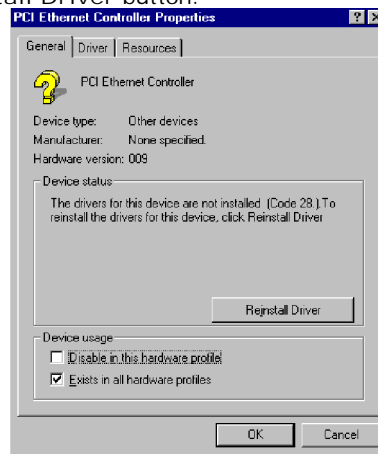 PCI Ethernet Controller Properties
General Driver Resources
PCI Ethernet Controller
Device type: Other devices
Manufacturer: None specified.
Hardware version: 009
Device status
The drivers for this device are not installed. (Code 28.) To
reinstall the drivers for this device, click Reinstall Driver
Reinstall Driver
Device usage
Disable in this hardware profile
Exists in all hardware profiles
OK Cancel